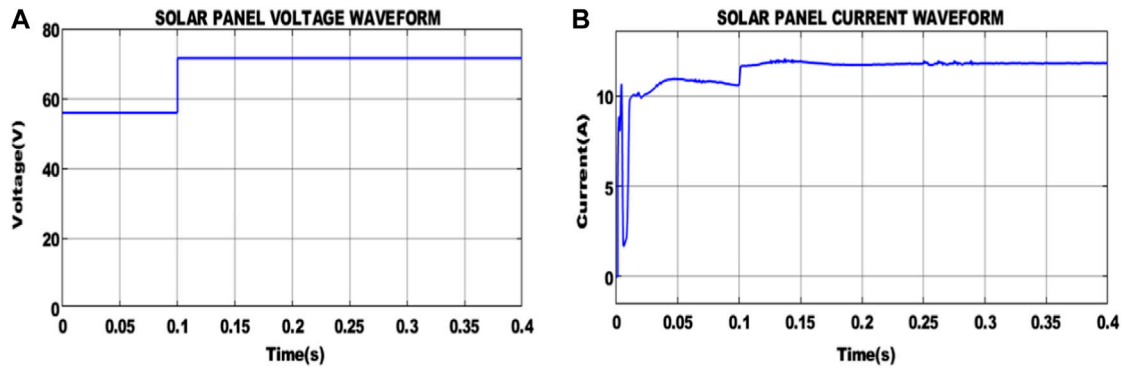 A
SOLAR PANEL VOLTAGE WAVEFORM
80
60
40
20
0
Voltage(V)
0 0.05 0.1 0.15 0.2 0.25 0.3 0.35 0.4
Time(s)
B
SOLAR PANEL CURRENT WAVEFORM
10
5
0
Current(A)
0 0.05 0.1 0.15 0.2 0.25 0.3 0.35 0.4
Time(s)